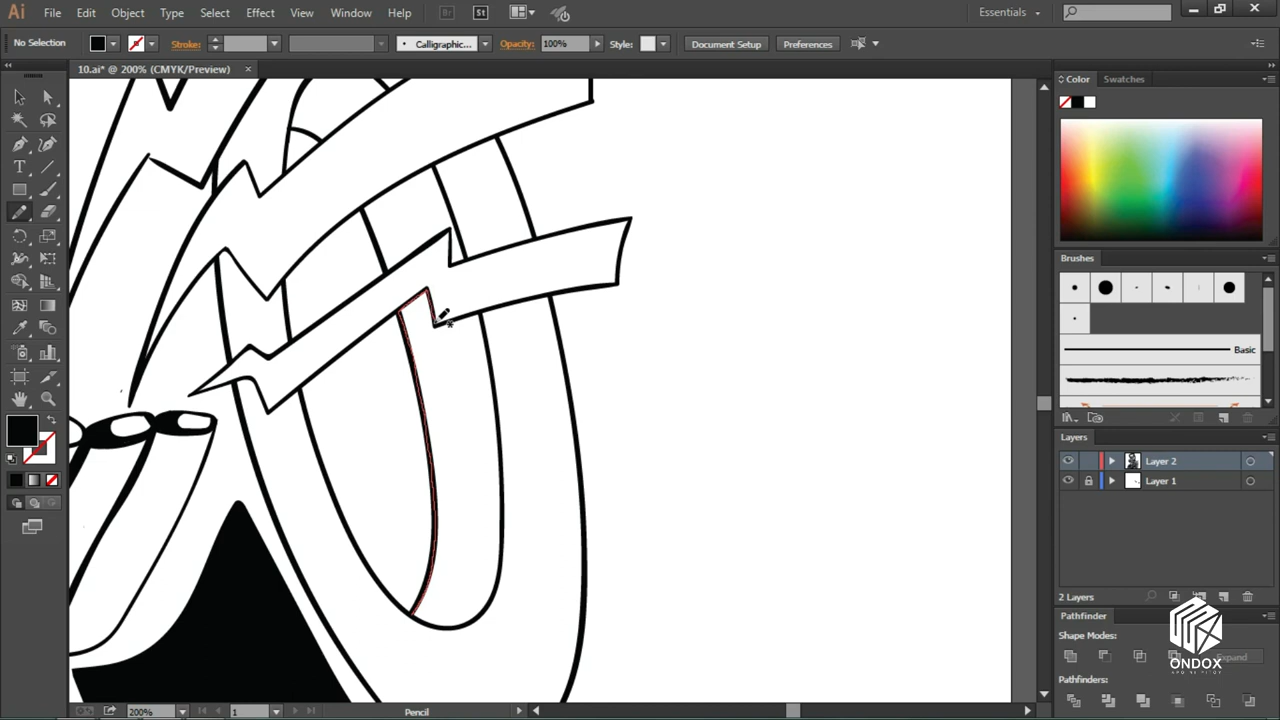 Ai File Edit Object Type Select Effect View Window Help Br St Essentials
No Selection Stroke: Calligraphic... Opacity: 100% Style: Document Setup Preferences
10.ai* @ 200% (CMYK/Preview) ×
Color Swatches
Brushes
Basic
Layers
Layer 2
Layer 1
2 Layers
Pathfinder
Shape Modes:
Expand
Pathfinders:
ONDOX
200% 1 Pencil